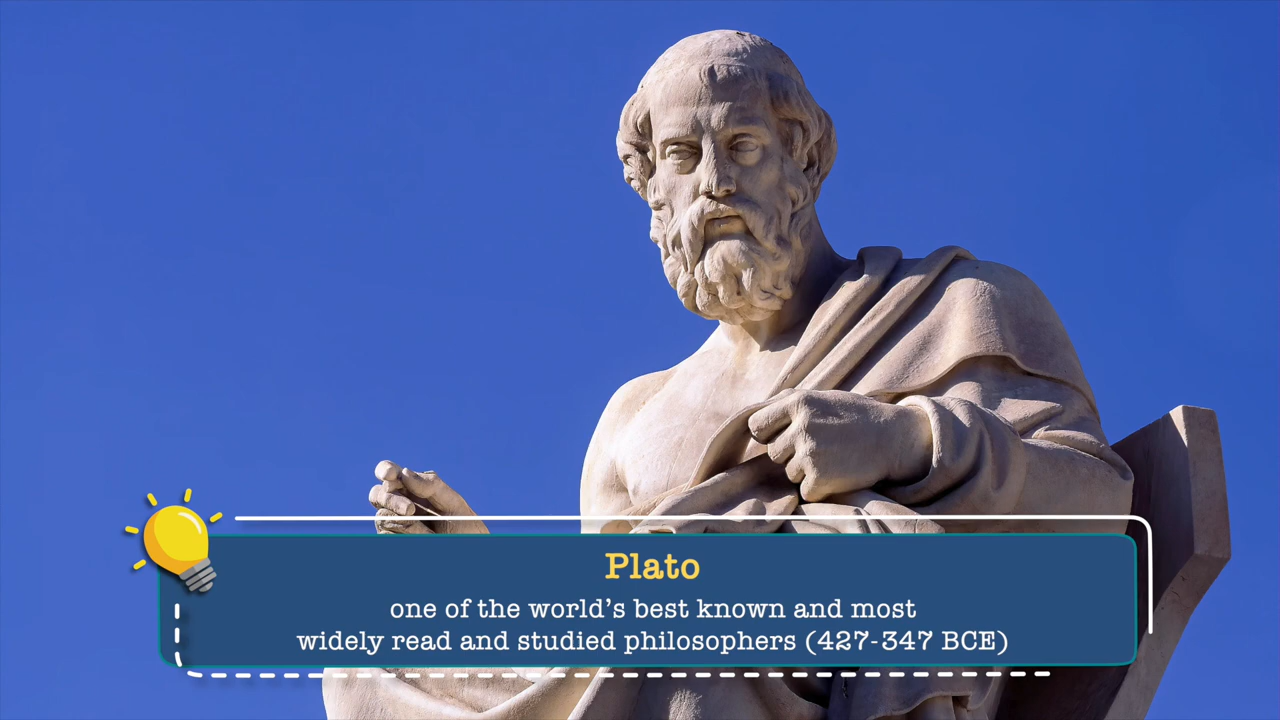 Plato
one of the world’s best known and most
widely read and studied philosophers (427-347 BCE)